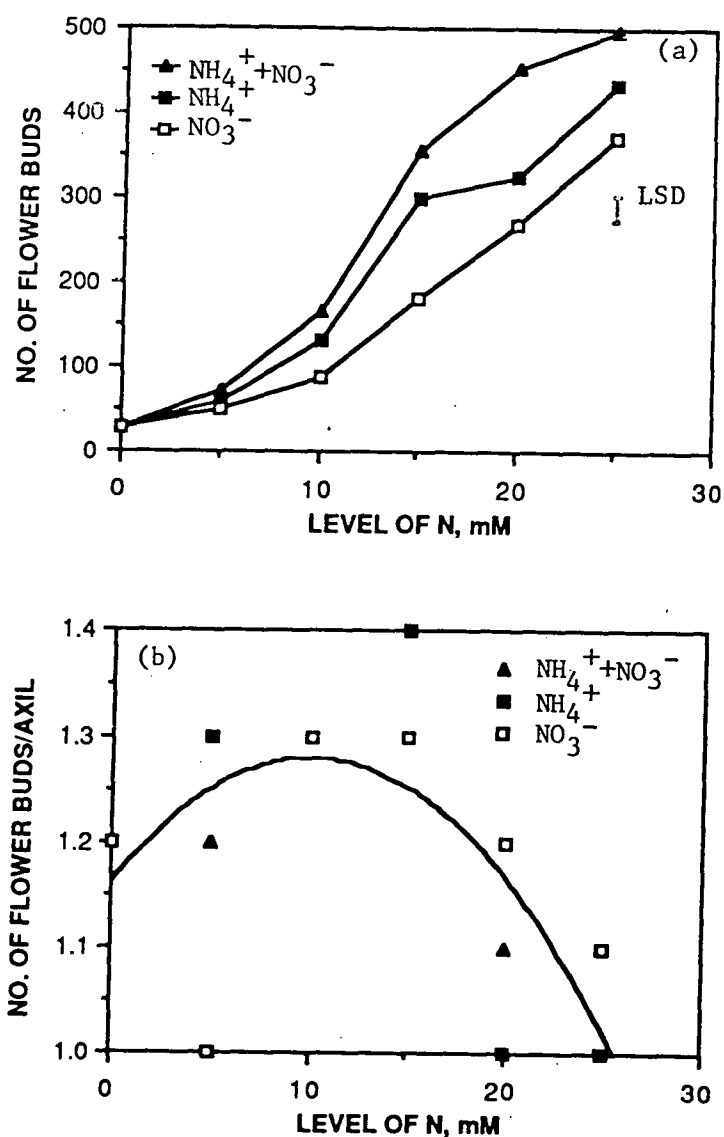 500
400
300
200
100
0
NO. OF FLOWER BUDS
NH₄⁺+NO₃⁻
NH₄⁺
NO₃⁻
(a)
LSD
0 10 20 30
LEVEL OF N, mM
1.4
1.3
1.2
1.1
1.0
NO. OF FLOWER BUDS/AXIL
(b)
NH₄⁺+NO₃⁻
NH₄⁺
NO₃⁻
0 10 20 30
LEVEL OF N, mM